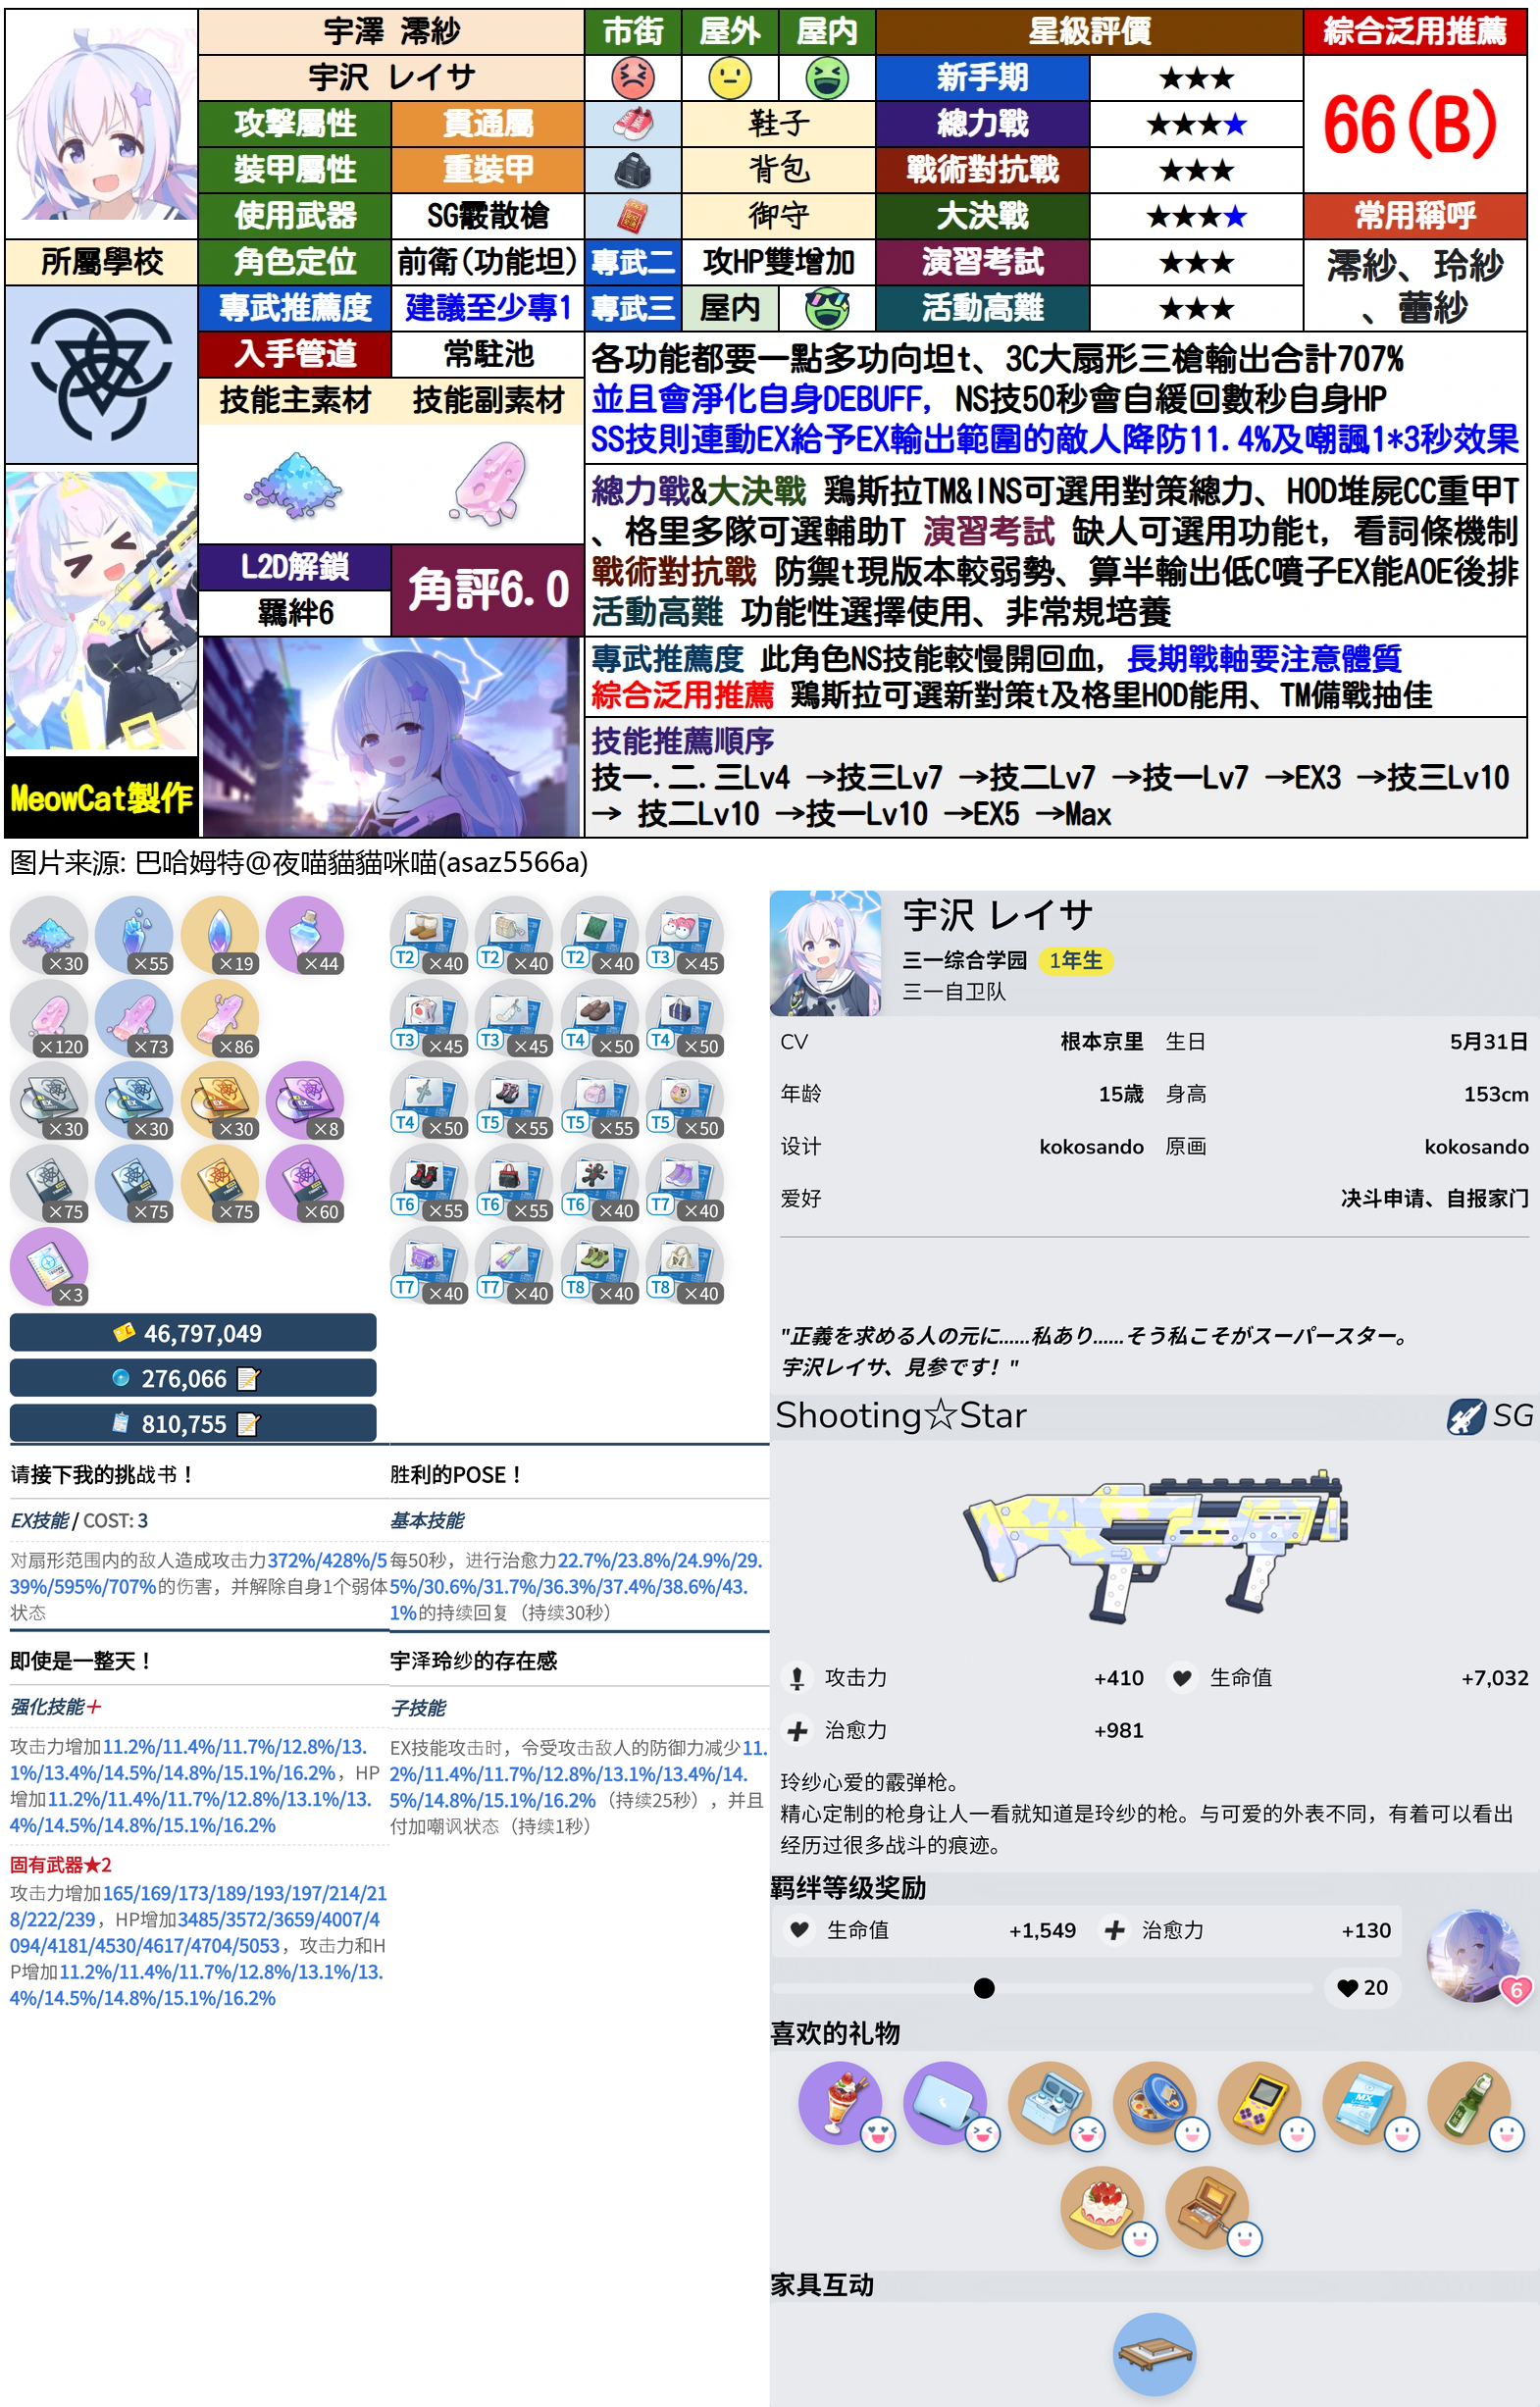 宇澤 澪紗
市街
屋外
屋内
星級評價
綜合泛用推薦
宇沢 レイサ
新手期
★★★
66(B)
攻擊屬性
貫通屬
鞋子
總力戰
★★★★
裝甲屬性
重裝甲
背包
戰術對抗戰
★★★
使用武器
SG霰散槍
御守
大決戰
★★★★
常用稱呼
所屬學校
角色定位
前衛(功能坦)
專武二
攻HP雙增加
演習考試
★★★
澪紗、玲紗
、蕾紗
專武推薦度
建議至少專1
專武三
屋内
活動高難
★★★
入手管道
常駐池
各功能都要一點多功向坦t、3C大扇形三槍輸出合計707%
並且會淨化自身DEBUFF, NS技50秒會自緩回數秒自身HP
SS技則連動EX給予EX輸出範圍的敵人降防11.4%及嘲諷1*3秒效果
技能主素材
技能副素材
總力戰&大決戰 鶏斯拉TM&INS可選用對策總力、HOD堆屍CC重甲T
、格里多隊可選輔助T 演習考試 缺人可選用功能t, 看詞條機制
戰術對抗戰 防禦t現版本較弱勢、算半輸出低C噴子EX能AOE後排
活動高難 功能性選擇使用、非常規培養
L2D解鎖
羈絆6
角評6.0
專武推薦度 此角色NS技能較慢開回血, 長期戰軸要注意體質
綜合泛用推薦 鶏斯拉可選新對策t及格里HOD能用、TM備戰抽佳
技能推薦順序
技一.二.三Lv4 →技三Lv7 →技二Lv7 →技一Lv7 →EX3 →技三Lv10
→ 技二Lv10 →技一Lv10 →EX5 →Max
MeowCat製作
图片来源: 巴哈姆特@夜喵貓貓咪喵(asaz5566a)
×30
×55
×19
×44
×120
×73
×86
×30
×30
×30
×8
×75
×75
×75
×60
×3
46,797,049
276,066
810,755
T2 ×40
T2 ×40
T2 ×40
T3 ×45
T3 ×45
T3 ×45
T4 ×50
T4 ×50
T4 ×50
T5 ×55
T5 ×55
T5 ×50
T6 ×55
T6 ×55
T6 ×40
T7 ×40
T7 ×40
T7 ×40
T8 ×40
T8 ×40
请接下我的挑战书！
EX技能 / COST: 3
对扇形范围内的敌人造成攻击力372%/428%/5
39%/595%/707%的伤害，并解除自身1个弱体
状态
胜利的POSE！
基本技能
每50秒，进行治愈力22.7%/23.8%/24.9%/29.
5%/30.6%/31.7%/36.3%/37.4%/38.6%/43.
1%的持续回复（持续30秒）
即使是一整天！
强化技能＋
攻击力增加11.2%/11.4%/11.7%/12.8%/13.
1%/13.4%/14.5%/14.8%/15.1%/16.2%，HP
增加11.2%/11.4%/11.7%/12.8%/13.1%/13.
4%/14.5%/14.8%/15.1%/16.2%
固有武器★2
攻击力增加165/169/173/189/193/197/214/21
8/222/239，HP增加3485/3572/3659/4007/4
094/4181/4530/4617/4704/5053，攻击力和H
P增加11.2%/11.4%/11.7%/12.8%/13.1%/13.
4%/14.5%/14.8%/15.1%/16.2%
宇泽玲纱的存在感
子技能
EX技能攻击时，令受攻击敌人的防御力减少11.
2%/11.4%/11.7%/12.8%/13.1%/13.4%/14.
5%/14.8%/15.1%/16.2%（持续25秒），并且
付加嘲讽状态（持续1秒）
宇沢 レイサ
三一综合学园 1年生
三一自卫队
CV 根本京里 生日 5月31日
年龄 15歳 身高 153cm
设计 kokosando 原画 kokosando
爱好 决斗申请、自报家门
"正義を求める人の元に……私あり……そう私こそがスーパースター。
宇沢レイサ、見参です！"
Shooting☆Star
SG
攻击力 +410 生命值 +7,032
治愈力 +981
玲纱心爱的霰弹枪。
精心定制的枪身让人一看就知道是玲纱的枪。与可爱的外表不同，有着可以看出
经历过很多战斗的痕迹。
羁绊等级奖励
生命值 +1,549 治愈力 +130
20
6
喜欢的礼物
MX
家具互动